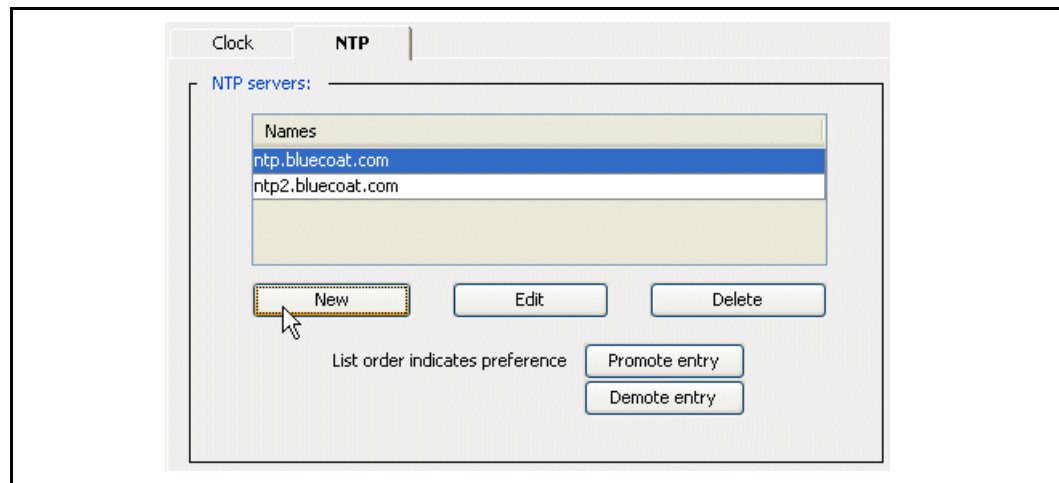 Clock NTP
NTP servers:
Names
ntp.bluecoat.com
ntp2.bluecoat.com
New Edit Delete
List order indicates preference Promote entry
Demote entry